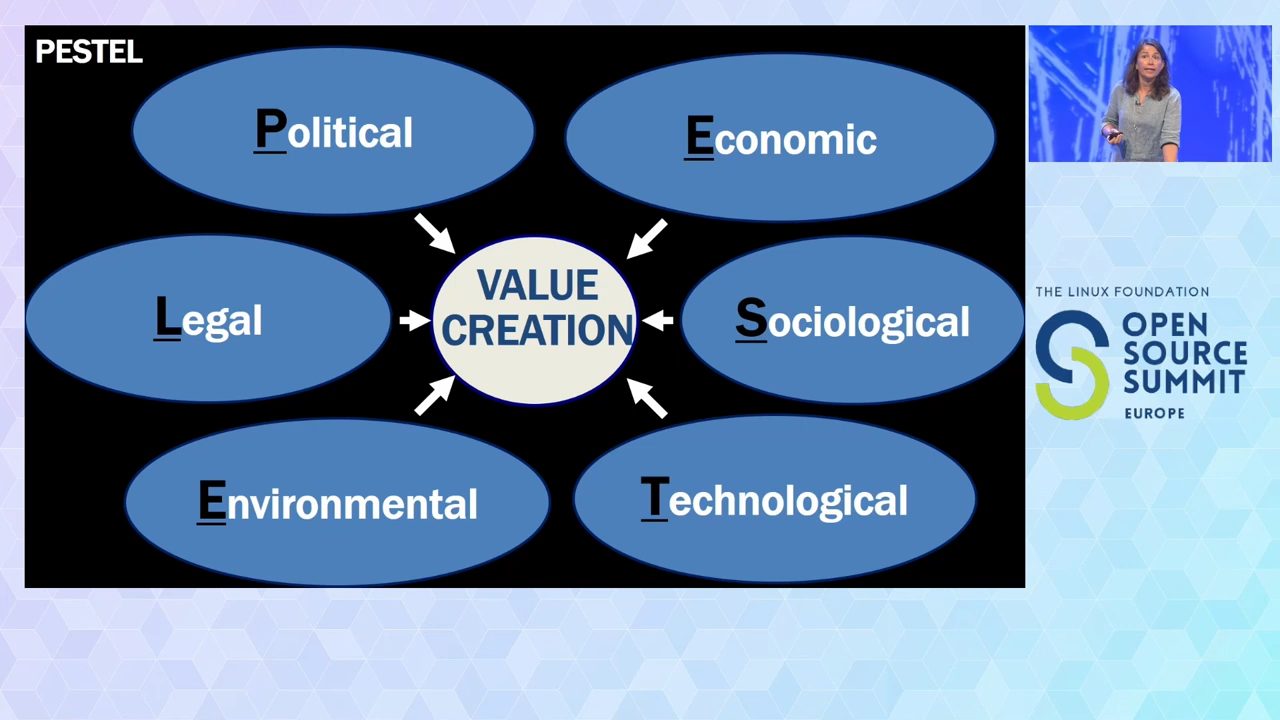 PESTEL
Political
Economic
Legal
VALUE
CREATION
Sociological
Environmental
Technological
THE LINUX FOUNDATION
OPEN
SOURCE
SUMMIT
EUROPE